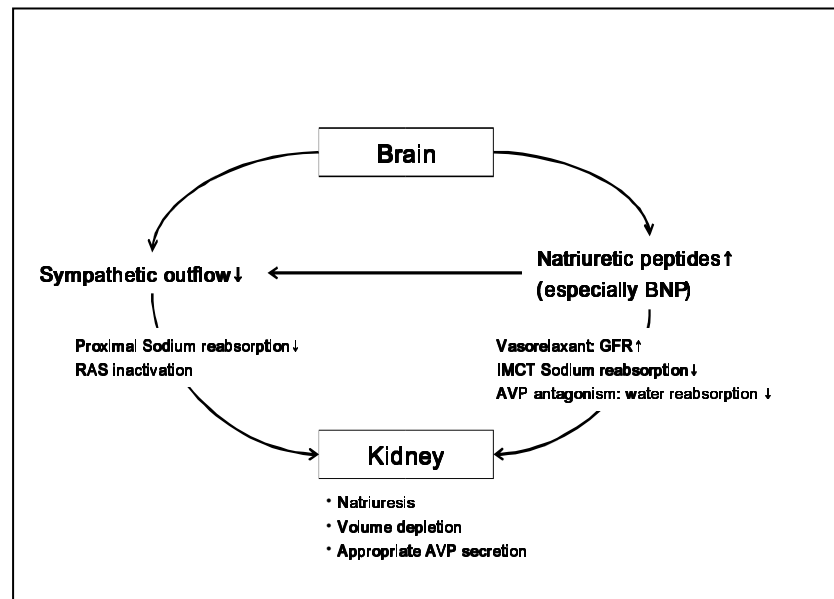 Brain
Sympathetic outflow↓
Natriuretic peptides↑
(especially BNP)
Proximal Sodium reabsorption↓
RAS inactivation
Vasorelaxant: GFR↑
IMCT Sodium reabsorption↓
AVP antagonism: water reabsorption ↓
Kidney
・Natriuresis
・Volume depletion
・Appropriate AVP secretion